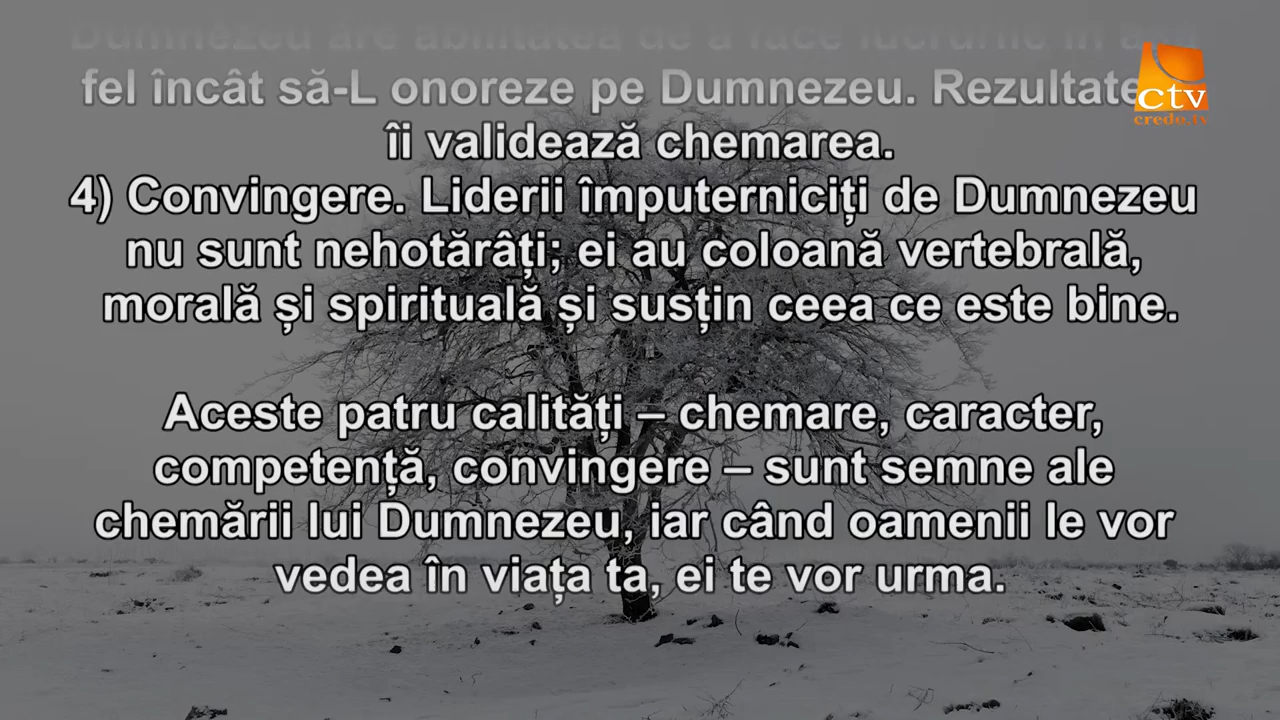 Dumnezeu are abilitatea de a face lucrurile în
fel încât să-L onoreze pe Dumnezeu. Rezultate
îi validează chemarea.
4) Convingere. Liderii împuterniciți de Dumnezeu
nu sunt nehotărâți; ei au coloană vertebrală,
morală și spirituală și susțin ceea ce este bine.
Aceste patru calități – chemare, caracter,
competență, convingere – sunt semne ale
chemării lui Dumnezeu, iar când oamenii le vor
vedea în viața ta, ei te vor urma.
ctv
credo.tv